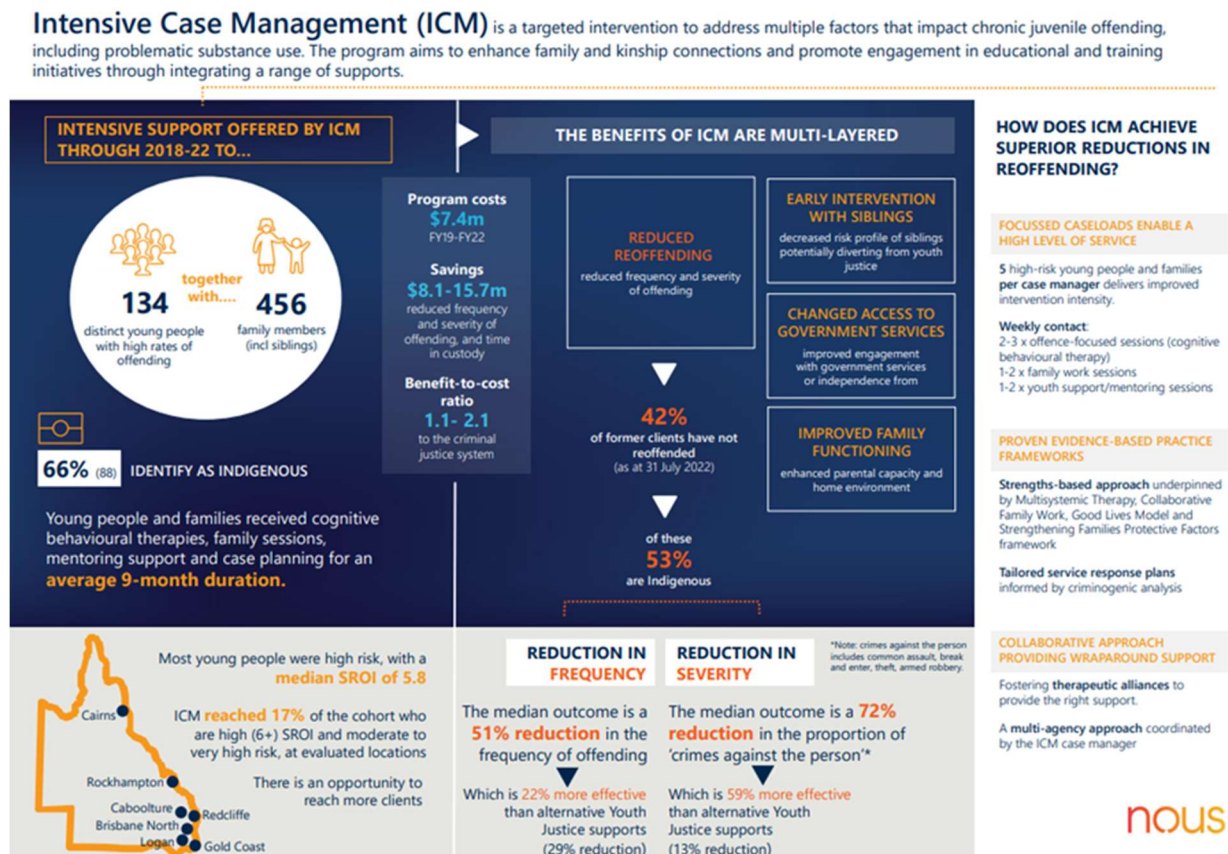 Intensive Case Management (ICM) is a targeted intervention to address multiple factors that impact chronic juvenile offending,
including problematic substance use. The program aims to enhance family and kinship connections and promote engagement in educational and training
initiatives through integrating a range of supports.
INTENSIVE SUPPORT OFFERED BY ICM
THROUGH 2018-22 TO...
134
distinct young people
with high rates of
offending
together
with....
456
family members
(incl siblings)
66% (88) IDENTIFY AS INDIGENOUS
Young people and families received cognitive
behavioural therapies, family sessions,
mentoring support and case planning for an
average 9-month duration.
Program costs
$7.4m
FY19-FY22
Savings
$8.1-15.7m
reduced frequency
and severity of
offending, and time
in custody
Benefit-to-cost
ratio
1.1- 2.1
to the criminal
justice system
THE BENEFITS OF ICM ARE MULTI-LAYERED
REDUCED
REOFFENDING
reduced frequency and severity
of offending
42%
of former clients have not
reoffended
(as at 31 July 2022)
of these
53%
are Indigenous
EARLY INTERVENTION
WITH SIBLINGS
decreased risk profile of siblings
potentially diverting from youth
justice
CHANGED ACCESS TO
GOVERNMENT SERVICES
improved engagement
with government services
or independence from
IMPROVED FAMILY
FUNCTIONING
enhanced parental capacity and
home environment
Most young people were high risk, with a
median SROI of 5.8
ICM reached 17% of the cohort who
are high (6+) SROI and moderate to
very high risk, at evaluated locations
There is an opportunity to
reach more clients
Cairns
Rockhampton
Caboolture
Redcliffe
Brisbane North
Logan
Gold Coast
REDUCTION IN
FREQUENCY
The median outcome is a
51% reduction in the
frequency of offending
Which is 22% more effective
than alternative Youth
Justice supports
(29% reduction)
REDUCTION IN
SEVERITY
*Note: crimes against the person
includes common assault, break
and enter, theft, armed robbery.
The median outcome is a 72%
reduction in the proportion of
'crimes against the person'*
Which is 59% more effective
than alternative Youth
Justice supports
(13% reduction)
HOW DOES ICM ACHIEVE
SUPERIOR REDUCTIONS IN
REOFFENDING?
FOCUSSED CASELOADS ENABLE A
HIGH LEVEL OF SERVICE
5 high-risk young people and families
per case manager delivers improved
intervention intensity.
Weekly contact:
2-3 x offence-focused sessions (cognitive
behavioural therapy)
1-2 x family work sessions
1-2 x youth support/mentoring sessions
PROVEN EVIDENCE-BASED PRACTICE
FRAMEWORKS
Strengths-based approach underpinned
by Multisystemic Therapy, Collaborative
Family Work, Good Lives Model and
Strengthening Families Protective Factors
framework
Tailored service response plans
informed by criminogenic analysis
COLLABORATIVE APPROACH
PROVIDING WRAPAROUND SUPPORT
Fostering therapeutic alliances to
provide the right support.
A multi-agency approach coordinated
by the ICM case manager
nous